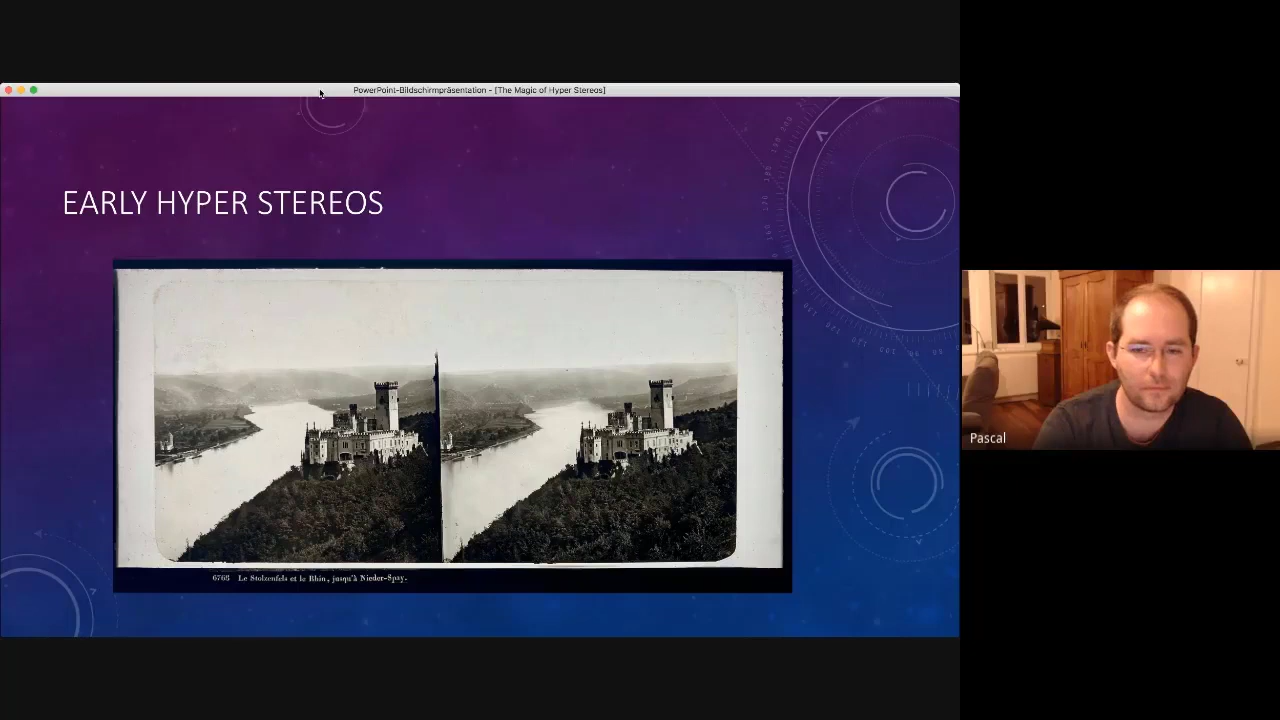 PowerPoint-Bildschirmpräsentation - [The Magic of Hyper Stereos]
EARLY HYPER STEREOS
6766 Le Stolzenfels et le Rhin, jusqu'à Nieder-Spay.
Pascal